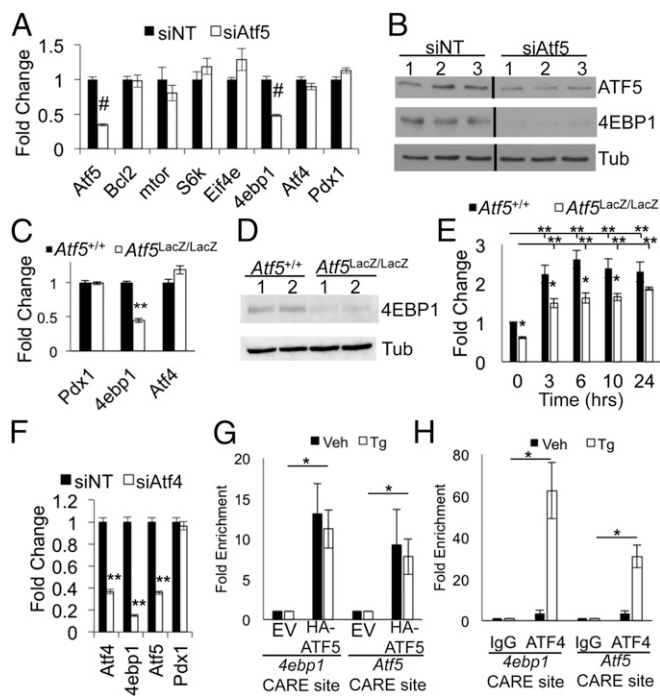 A
siNT siAtf5
Fold Change
1.5
1
0.5
0
# #
Atf5 Bcl2 mtor S6k Eif4e 4ebp1 Atf4 Pdx1
B
siNT siAtf5
1 2 3 1 2 3
ATF5
4EBP1
Tub
C
Atf5+/+ Atf5LacZ/LacZ
Fold Change
1.5
1
0.5
0
**
Pdx1 4ebp1 Atf4
D
Atf5+/+ Atf5LacZ/LacZ
1 2 1 2
4EBP1
Tub
E
Atf5+/+ Atf5LacZ/LacZ
** ** ** **
** ** ** **
Fold Change
3
2
1
0
* * * *
0 3 6 10 24
Time (hrs)
F
siNT siAtf4
Fold Change
1.2
1
0.8
0.6
0.4
0.2
0
** ** **
Atf4 4ebp1 Atf5 Pdx1
G
Veh Tg
Fold Enrichment
20
15
10
5
0
* *
EV HA-ATF5 EV HA-ATF5
4ebp1 Atf5
CARE site CARE site
H
Veh Tg
Fold Enrichment
80
60
40
20
0
* *
IgG ATF4 IgG ATF4
4ebp1 Atf5
CARE site CARE site